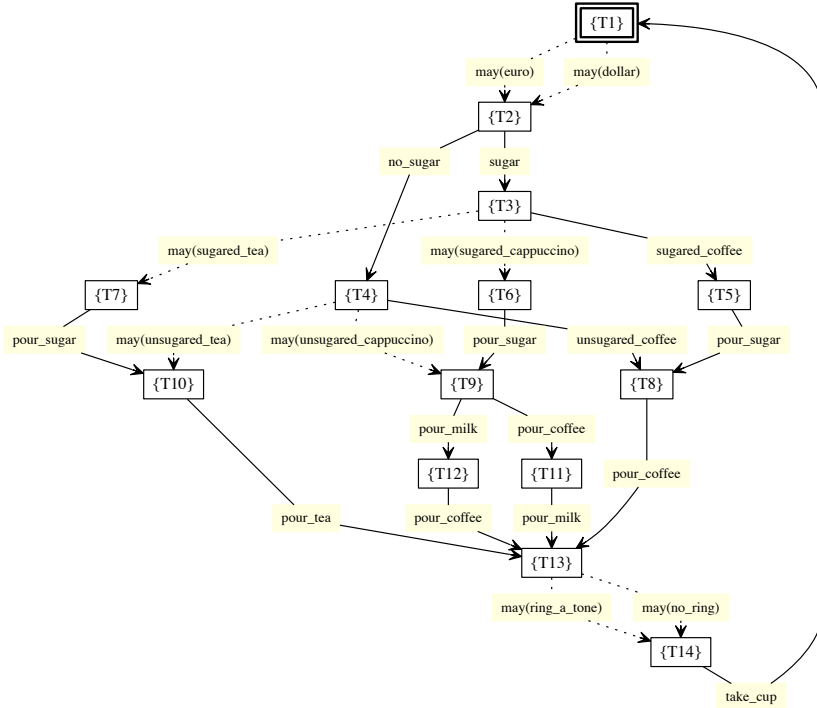 {T1}
may(euro) may(dollar)
{T2}
no_sugar sugar
{T3}
may(sugared_tea) may(sugared_cappuccino) sugared_coffee
{T7} {T4} {T6} {T5}
pour_sugar may(unsugared_tea) may(unsugared_cappuccino) pour_sugar unsugared_coffee pour_sugar
{T10} {T9} {T8}
pour_milk pour_coffee
{T12} {T11} pour_coffee
pour_tea pour_coffee pour_milk
{T13}
may(ring_a_tone) may(no_ring)
{T14}
take_cup